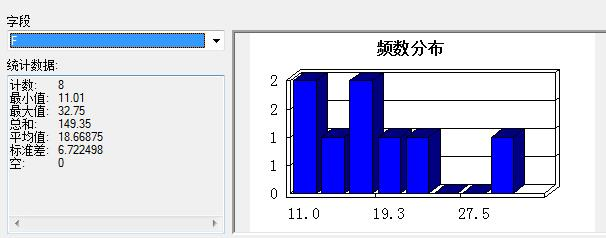 字段
F
统计数据:
计数: 8
最小值: 11.01
最大值: 32.75
总和: 149.35
平均值: 18.66875
标准差: 6.722498
空: 0
频数分布
2
2
1
1
0
11.0 19.3 27.5